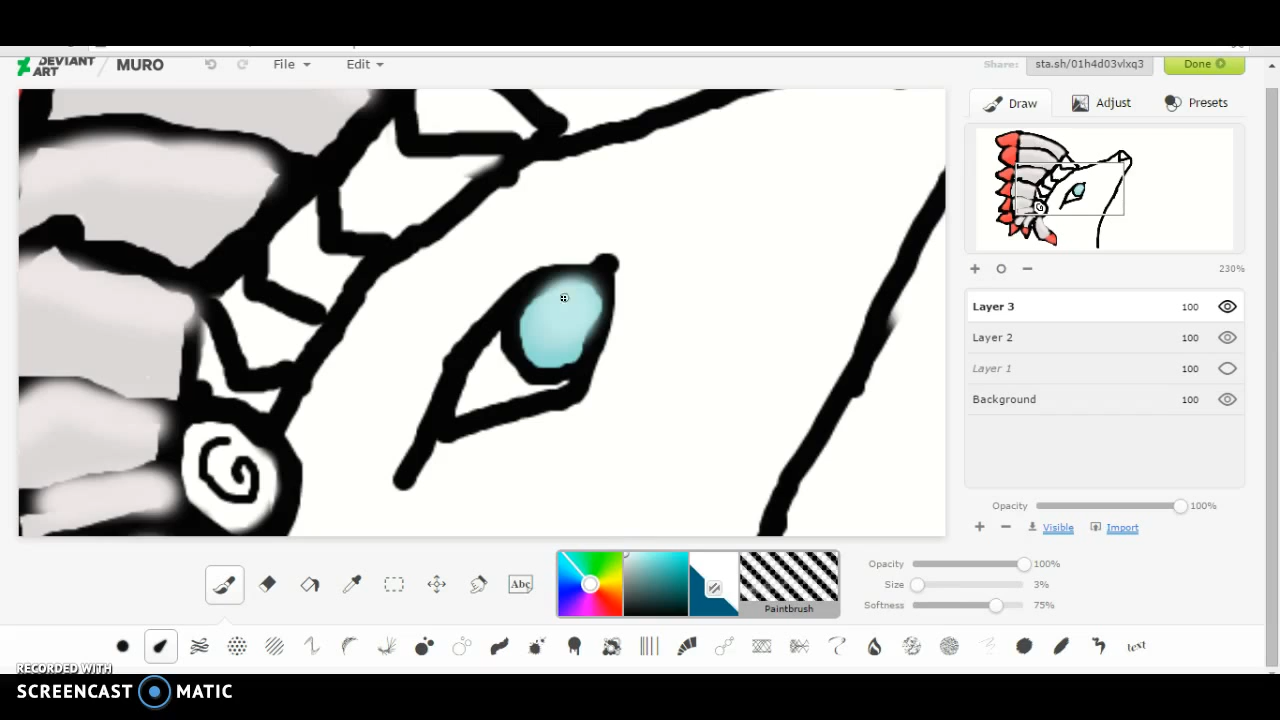 DEVIANT ART / MURO File Edit Share: sta.sh/01h4d03vlxq3 Done
Draw Adjust Presets
230%
Layer 3 100
Layer 2 100
Layer 1 100
Background 100
Opacity 100%
Visible Import
Abc
Paintbrush
Opacity 100%
Size 3%
Softness 75%
text
RECORDED WITH
SCREENCAST MATIC